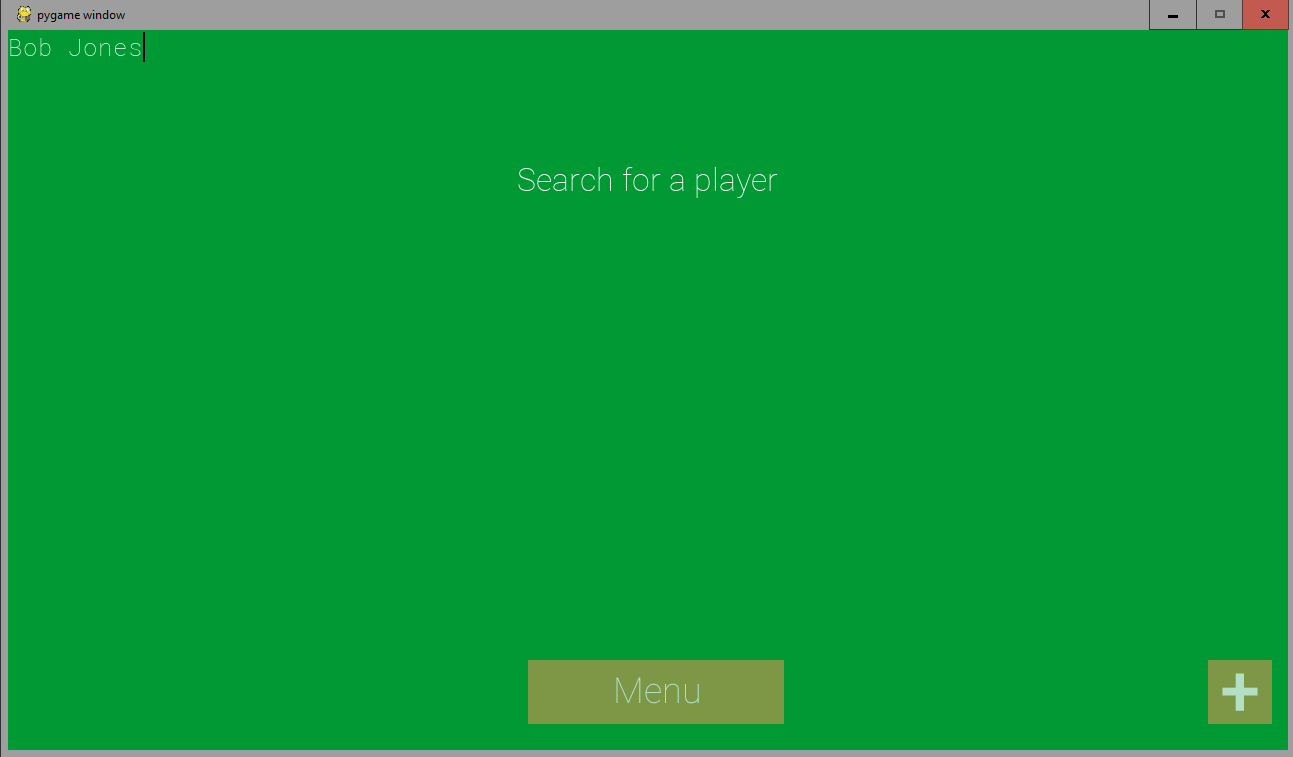 pygame window
Bob Jones
Search for a player
Menu
+